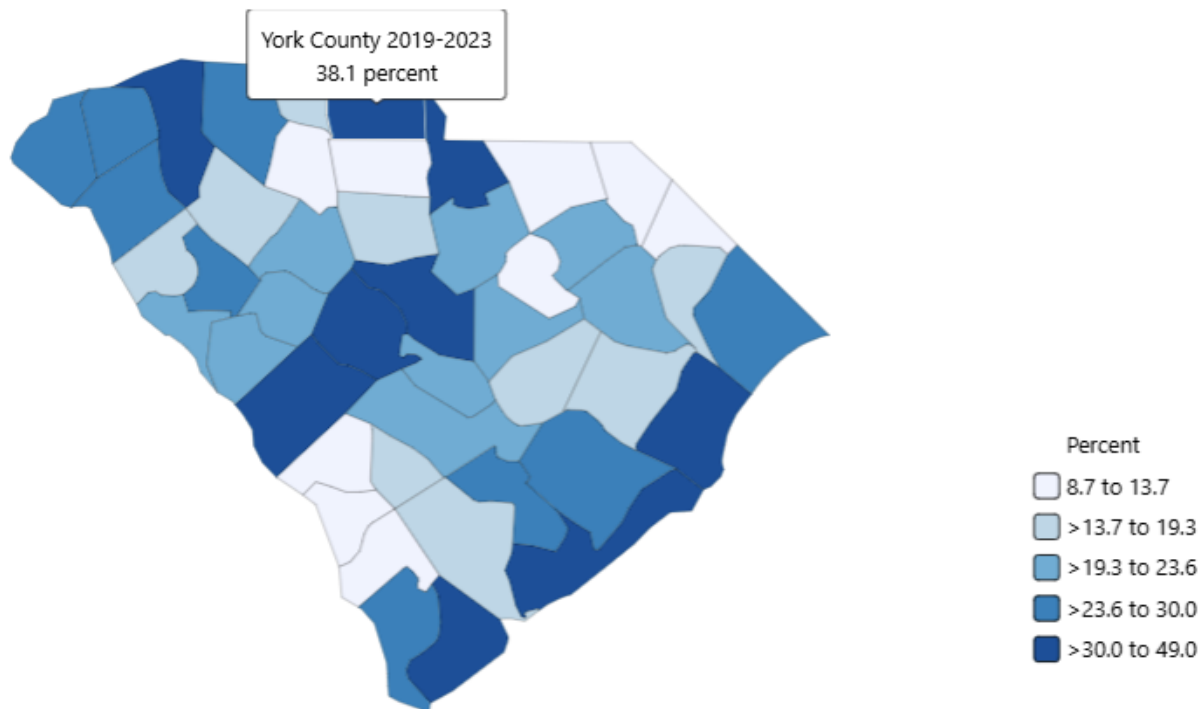 York County 2019-2023
38.1 percent
Percent
8.7 to 13.7
>13.7 to 19.3
>19.3 to 23.6
>23.6 to 30.0
>30.0 to 49.0